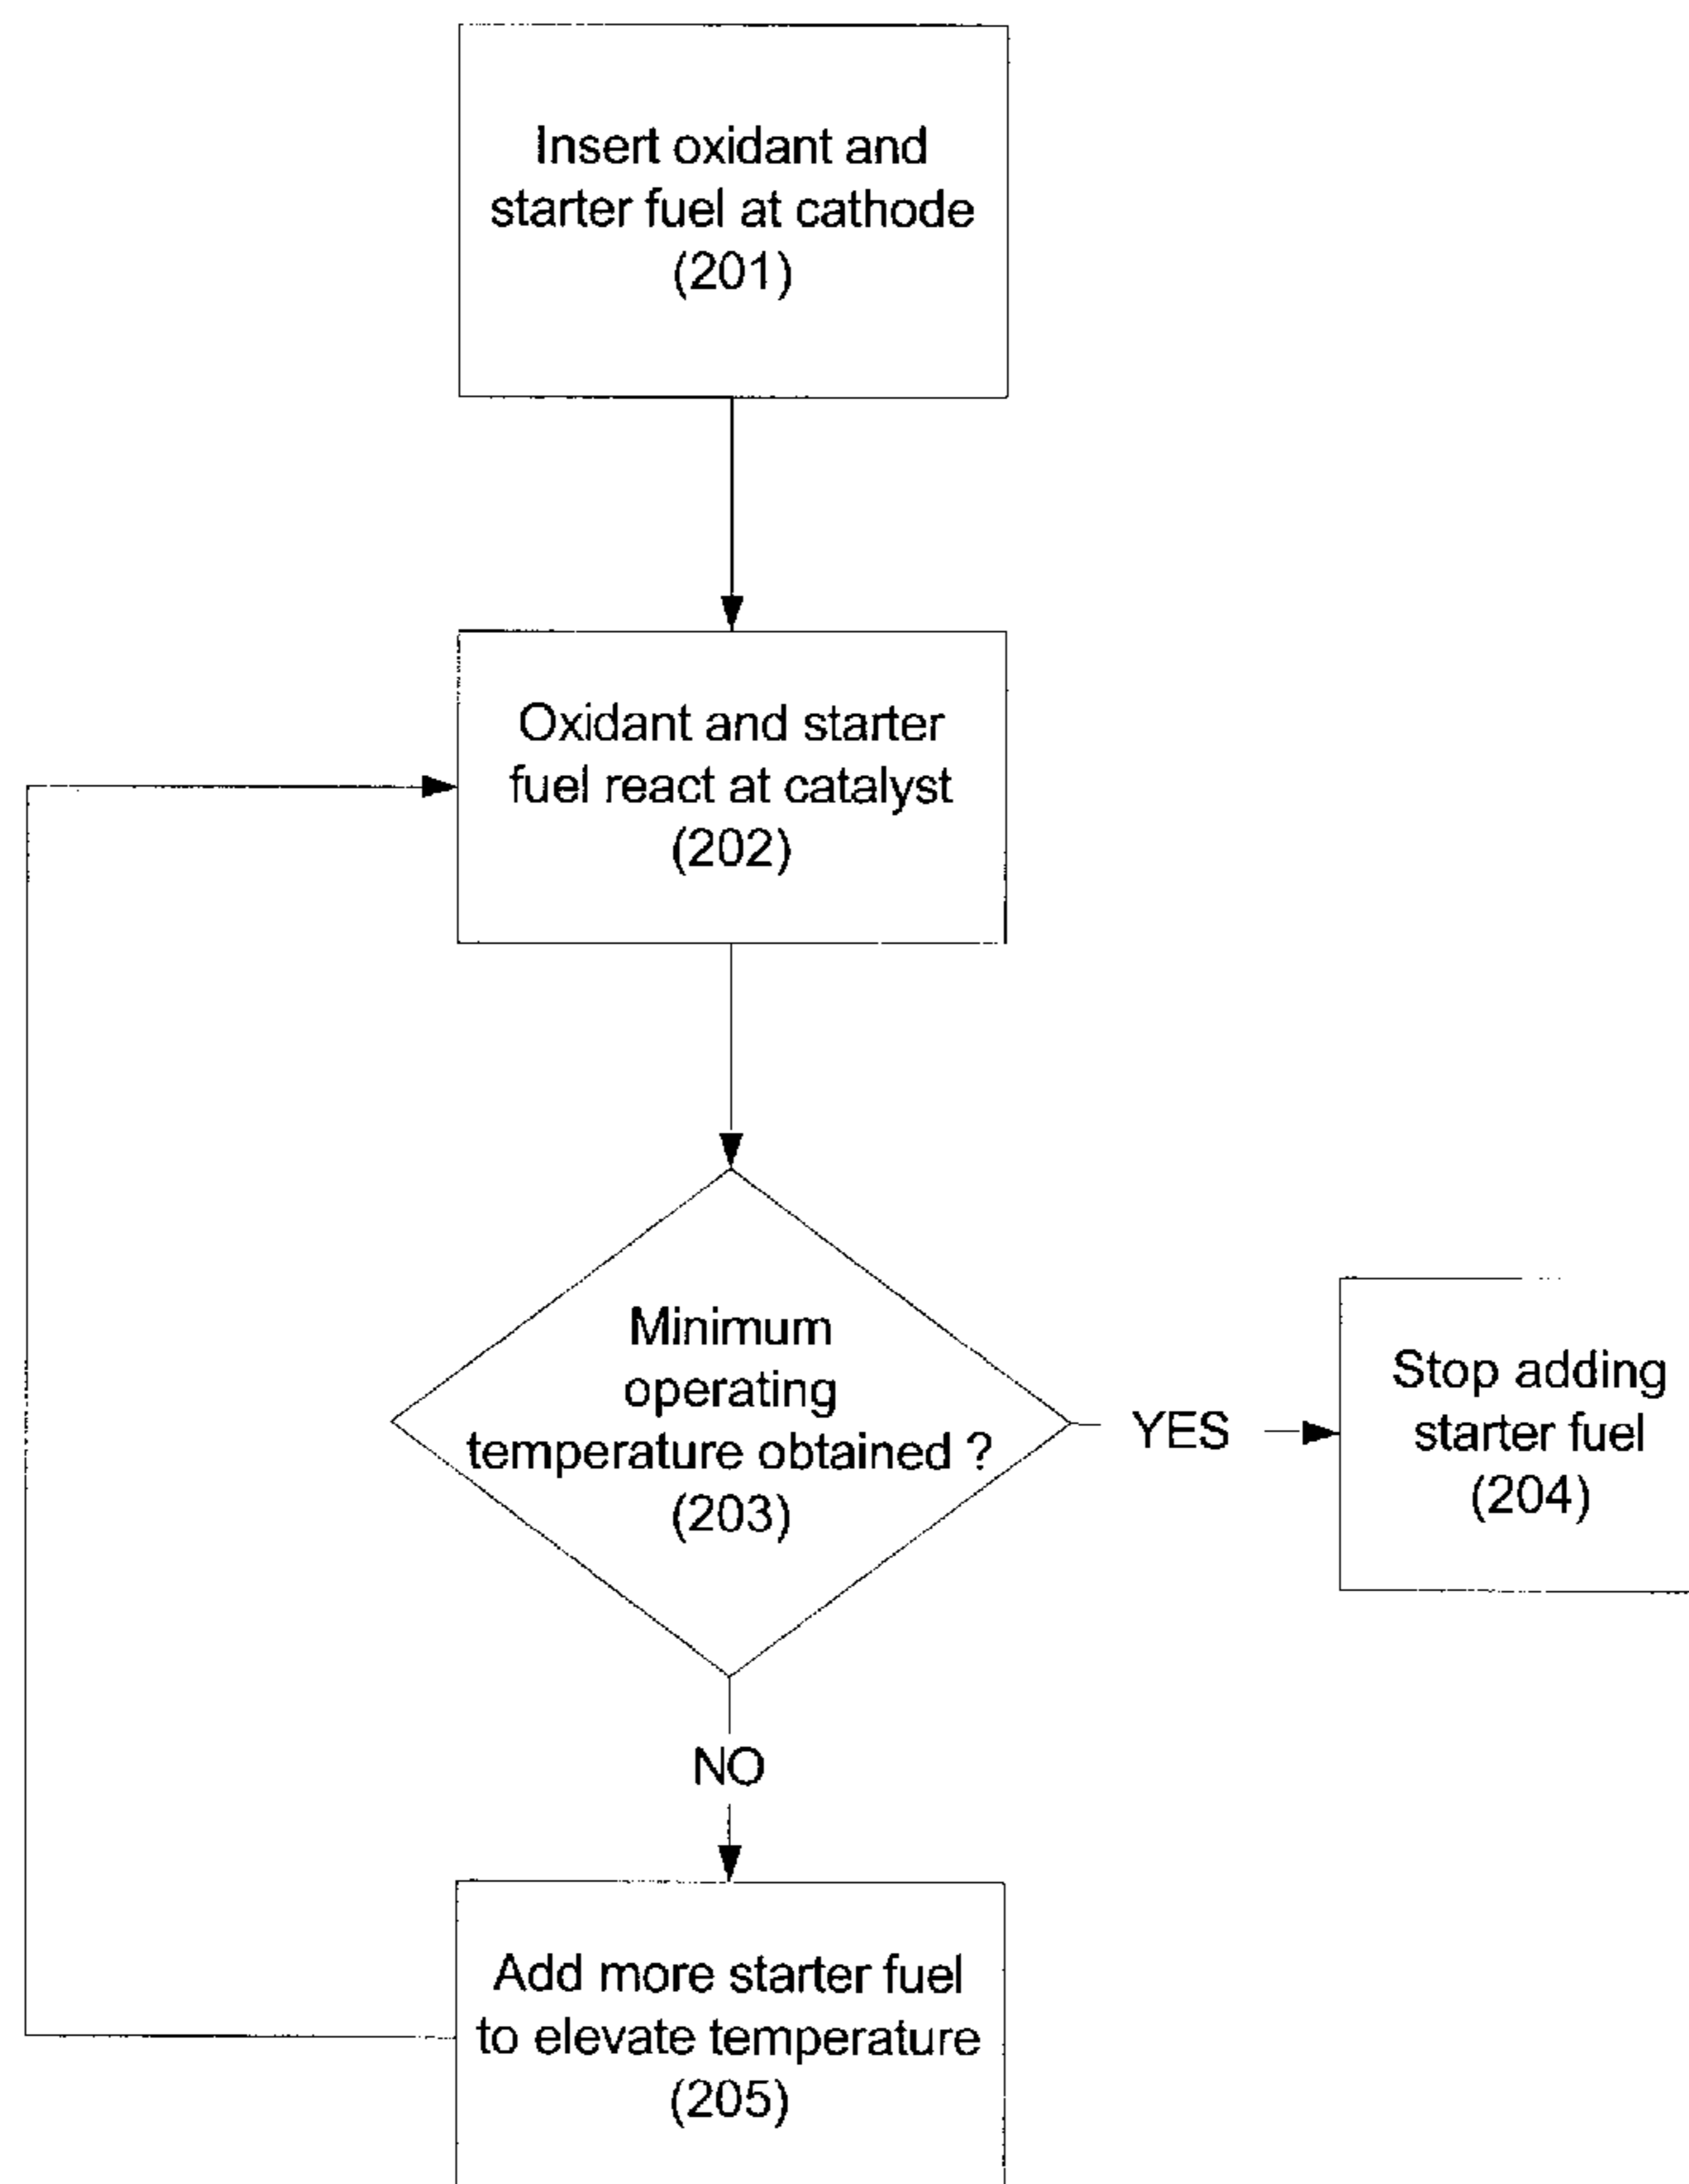 Insert oxidant and
starter fuel at cathode
(201)
Oxidant and starter
fuel react at catalyst
(202)
Minimum
operating
temperature obtained ?
(203)
YES
Stop adding
starter fuel
(204)
NO
Add more starter fuel
to elevate temperature
(205)